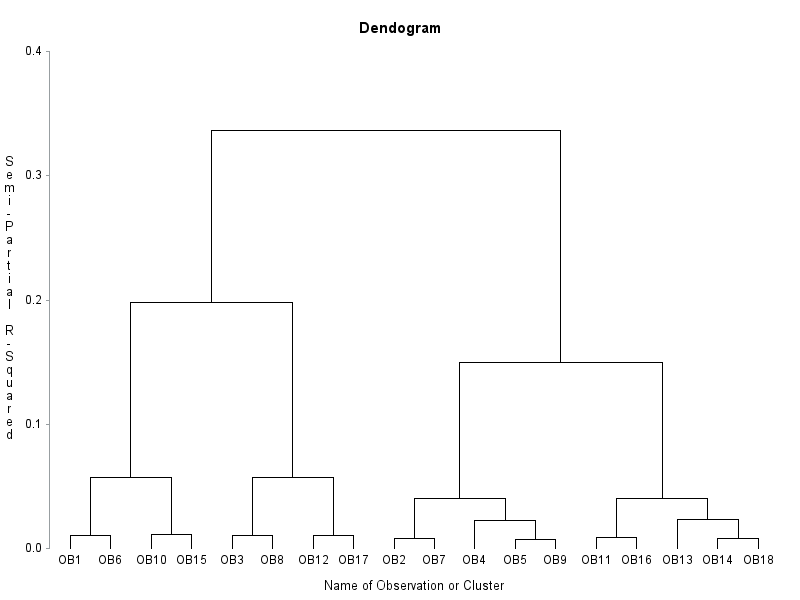 Dendogram
Semi-Partial R-Squared
0.4
0.3
0.2
0.1
0.0
OB1 OB6 OB10 OB15 OB3 OB8 OB12 OB17 OB2 OB7 OB4 OB5 OB9 OB11 OB16 OB13 OB14 OB18
Name of Observation or Cluster